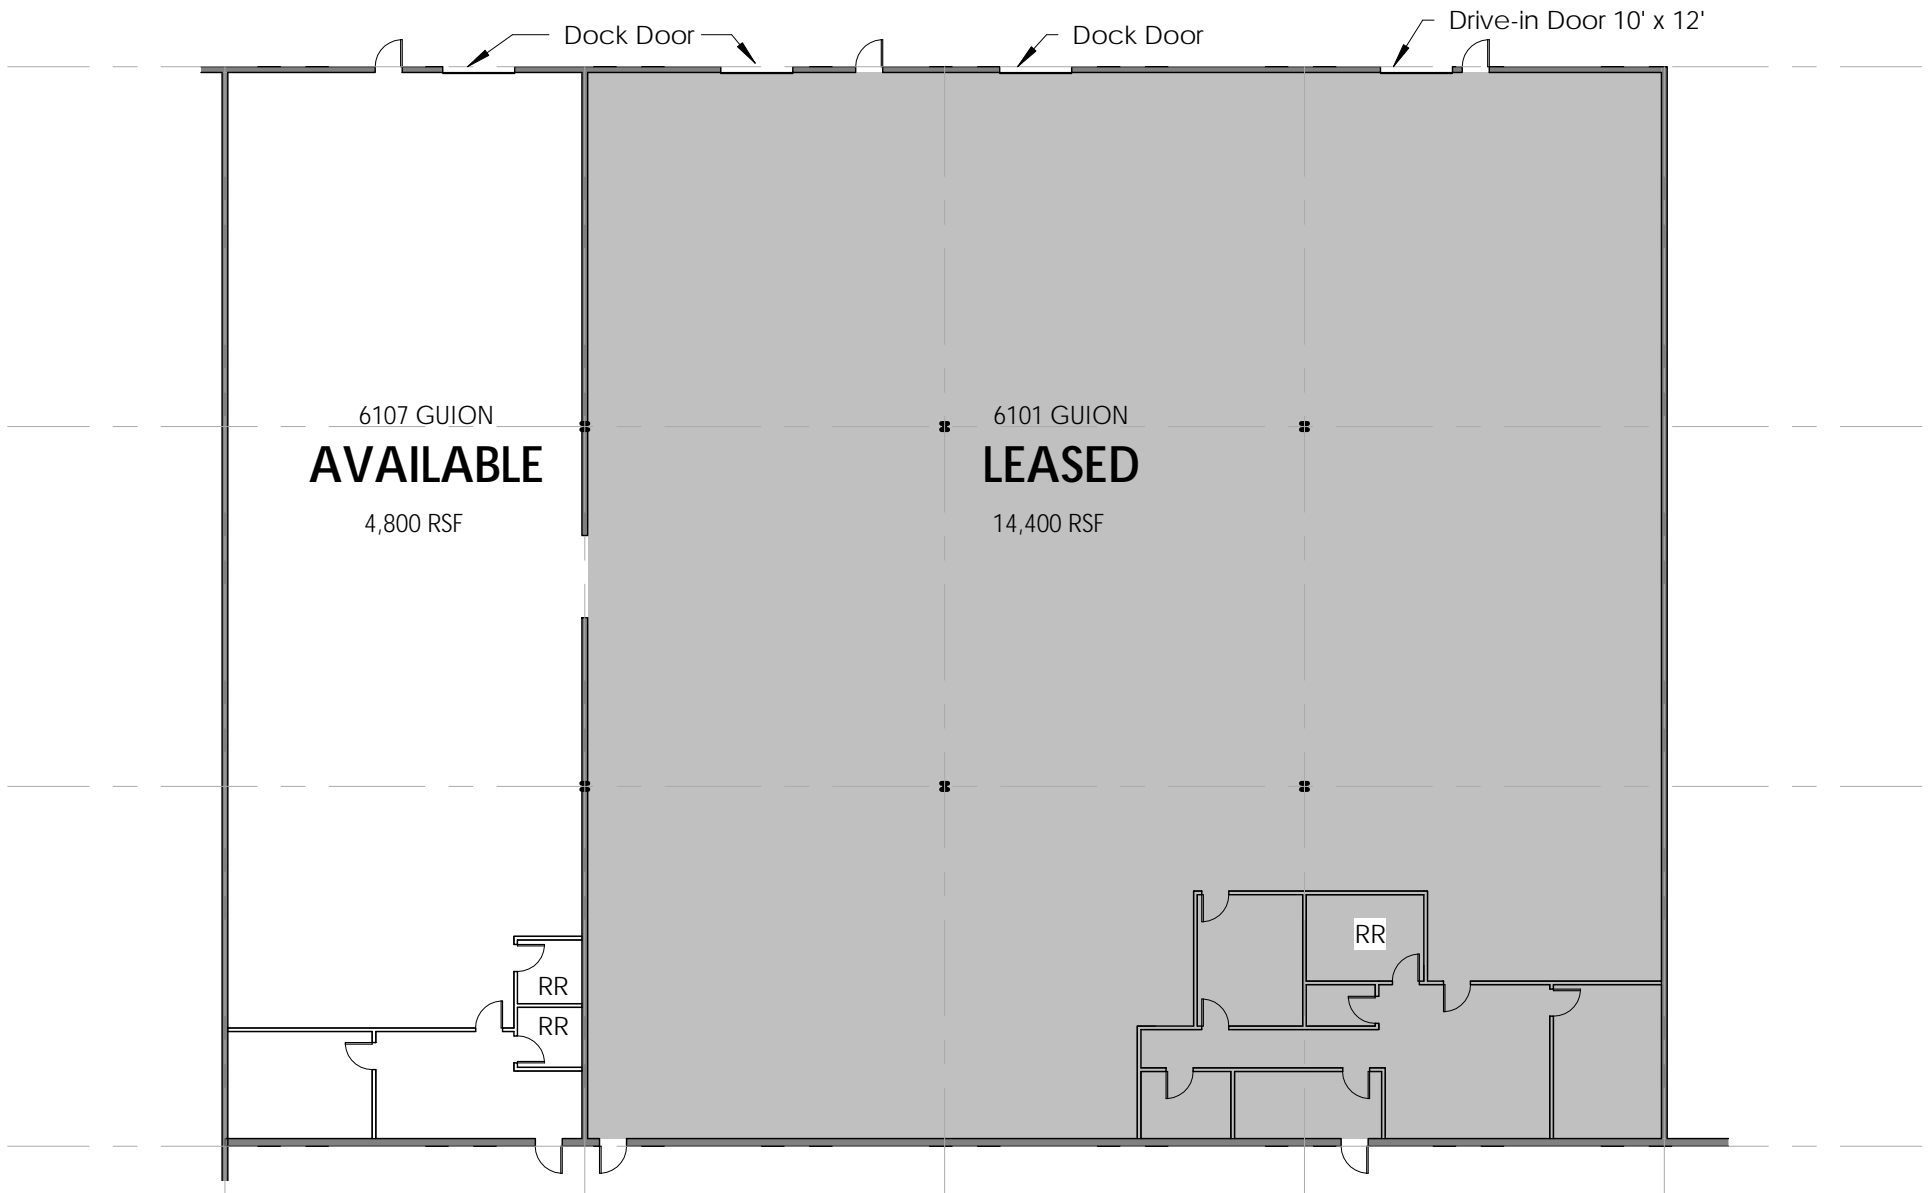 Dock Door
Dock Door
Drive-in Door 10' x 12'
6107 GUION
AVAILABLE
4,800 RSF
6101 GUION
LEASED
14,400 RSF
RR
RR
RR